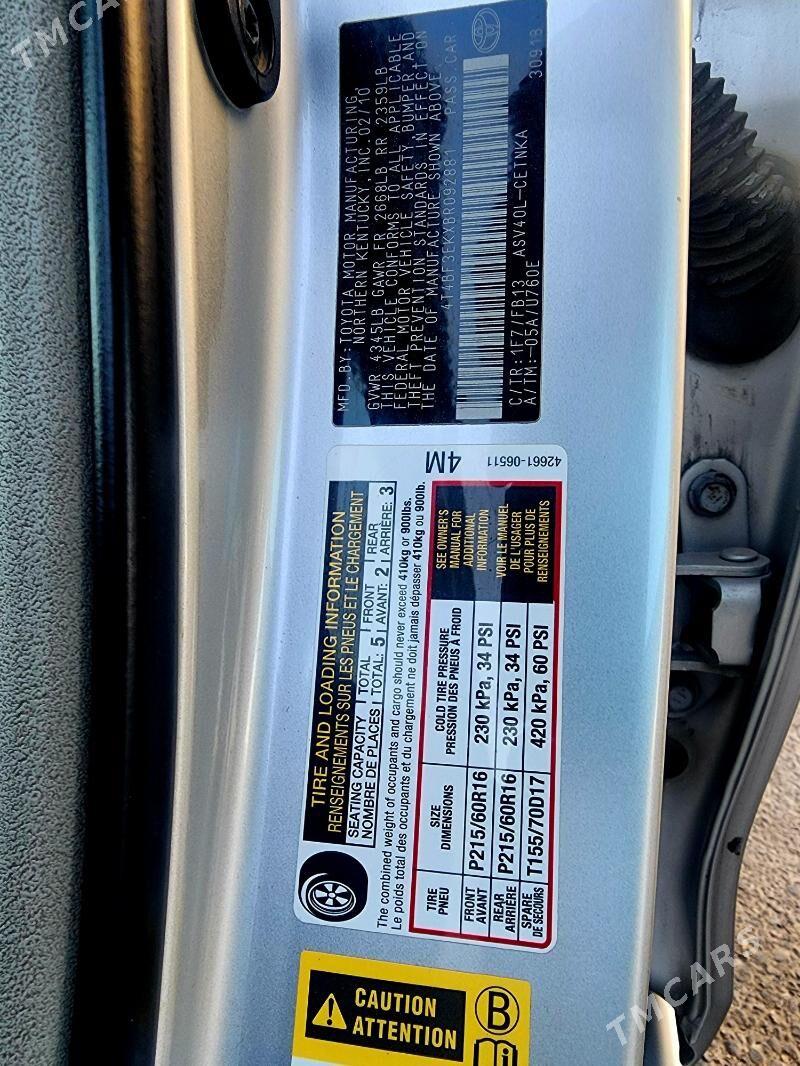 MFD. BY: TOYOTA MOTOR MANUFACTURING,
NORTHERN KENTUCKY, INC. 02/10
GVWR 4345LB GAWR FR 2668LB RR 2359LB
THIS VEHICLE CONFORMS TO ALL APPLICABLE
FEDERAL MOTOR VEHICLE SAFETY, BUMPER, AND
THEFT PREVENTION STANDARDS IN EFFECT ON
THE DATE OF MANUFACTURE SHOWN ABOVE.
4T4BF3EKXBR092881 PASS.CAR
C/TR:1F7/FB13 ASV40L-CETNKA
A/TM:-05A/U760E 3091B
4M
42661-06511
TIRE AND LOADING INFORMATION
RENSEIGNEMENTS SUR LES PNEUS ET LE CHARGEMENT
SEATING CAPACITY TOTAL FRONT REAR
NOMBRE DE PLACES TOTAL: 5 AVANT: 2 ARRIÈRE: 3
The combined weight of occupants and cargo should never exceed 410kg or 900lbs.
Le poids total des occupants et du chargement ne doit jamais dépasser 410kg ou 900lb.
TIRE SIZE COLD TIRE PRESSURE
PNEU DIMENSIONS PRESSION DES PNEUS À FROID
FRONT
AVANT P215/60R16 230 kPa, 34 PSI
REAR
ARRIÈRE P215/60R16 230 kPa, 34 PSI
SPARE
DE SECOURS T155/70D17 420 kPa, 60 PSI
SEE OWNER'S
MANUAL FOR
ADDITIONAL
INFORMATION
VOIR LE MANUEL
DE L'USAGER
POUR PLUS DE
RENSEIGNEMENTS
CAUTION
ATTENTION
B
TMCARS
TMCARS